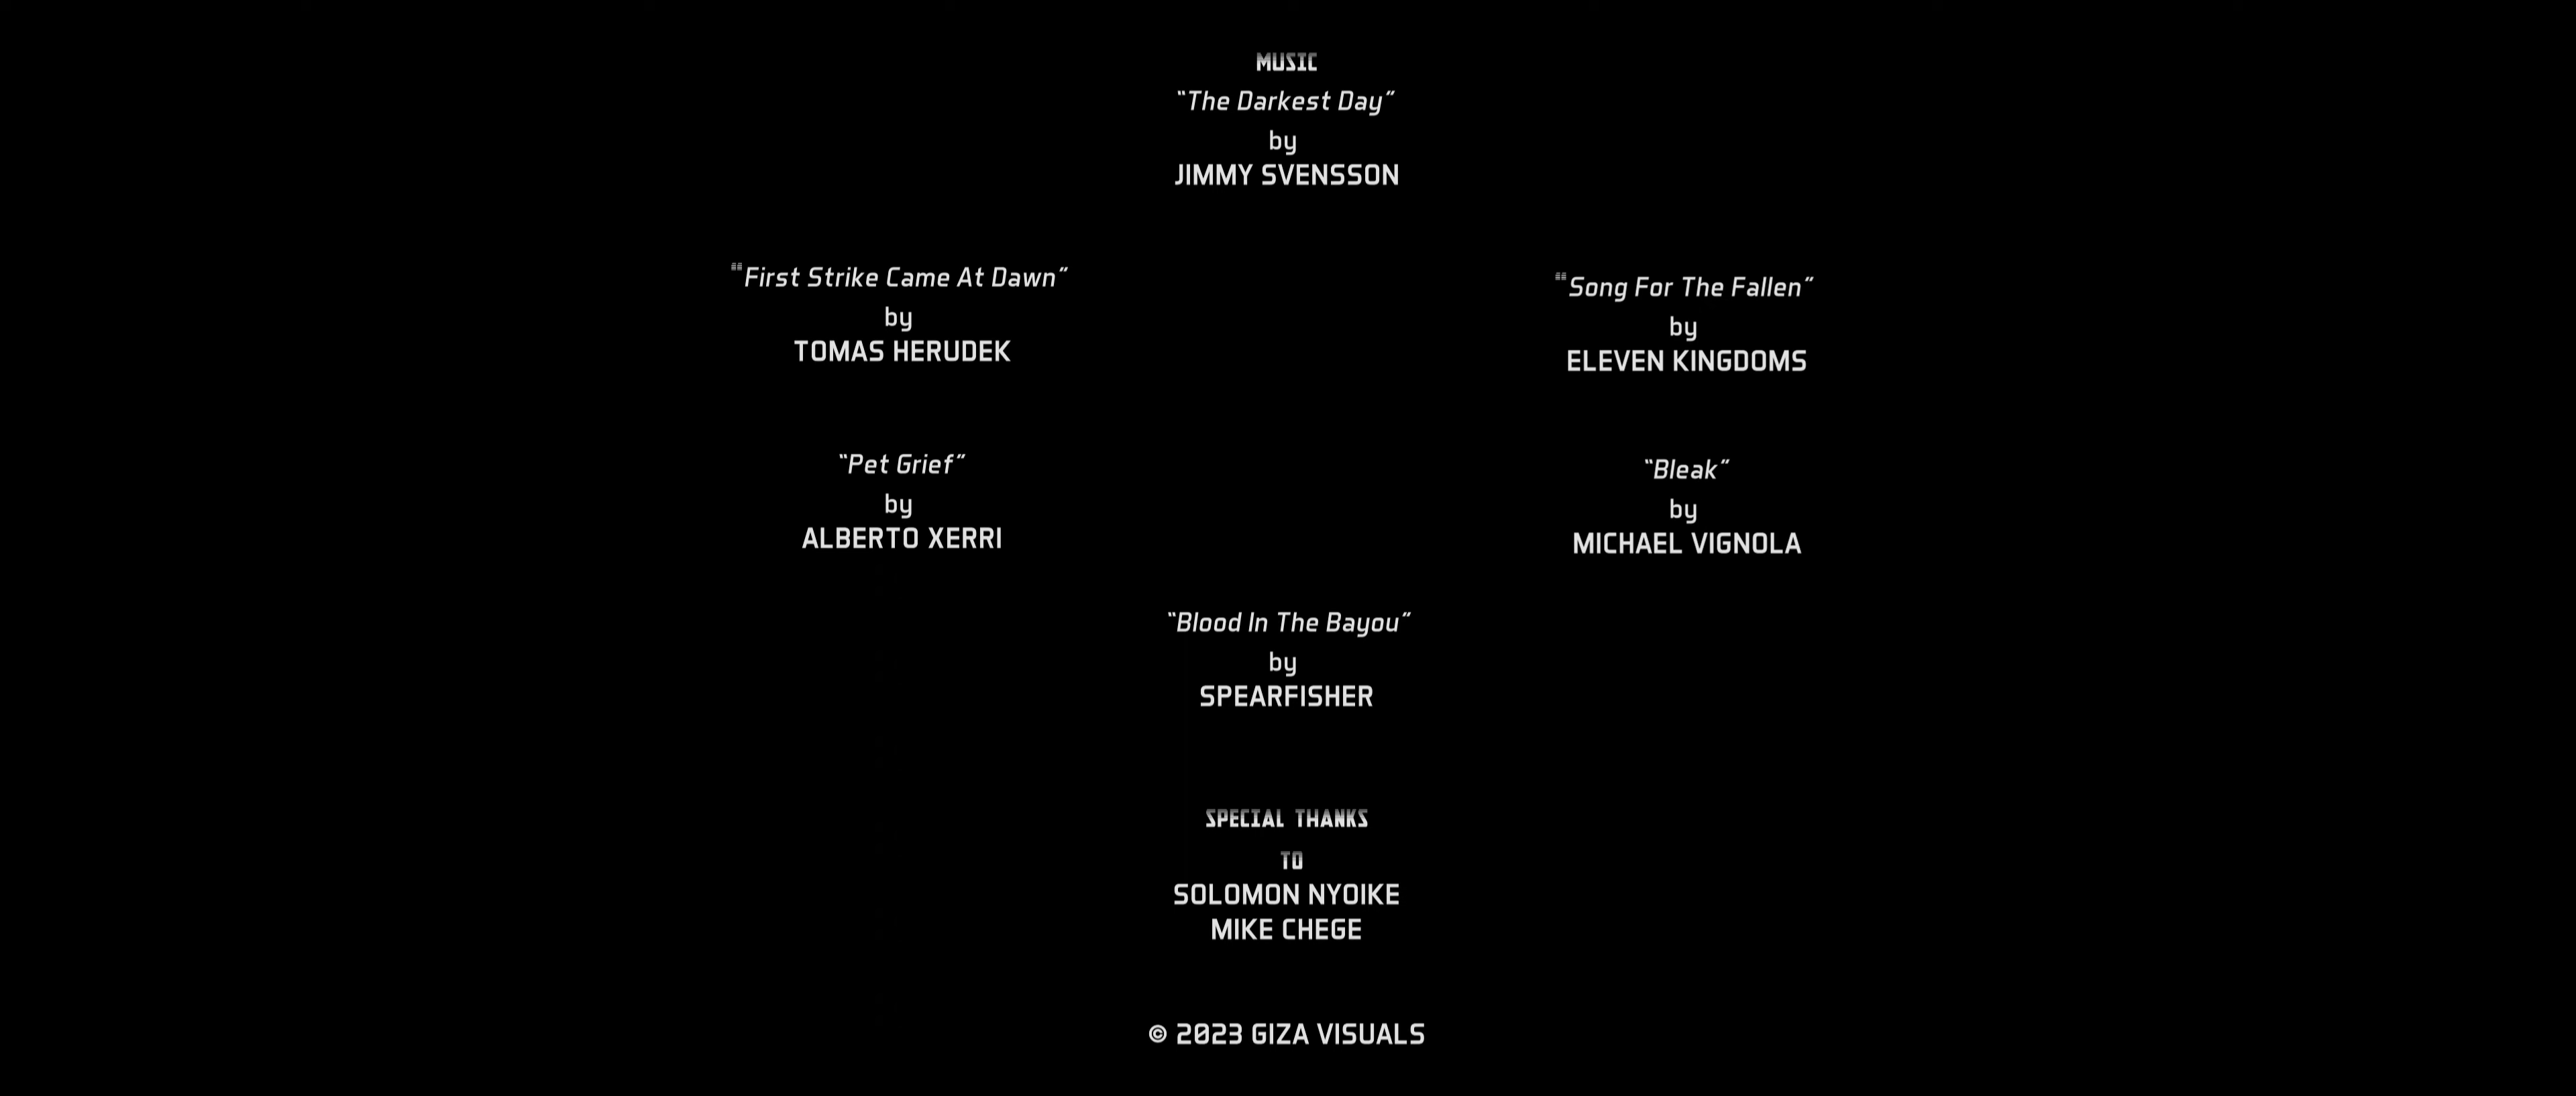 MUSIC
“The Darkest Day”
by
JIMMY SVENSSON
“First Strike Came At Dawn”
by
TOMAS HERUDEK
“Song For The Fallen”
by
ELEVEN KINGDOMS
“Pet Grief”
by
ALBERTO XERRI
“Bleak”
by
MICHAEL VIGNOLA
“Blood In The Bayou”
by
SPEARFISHER
SPECIAL THANKS
TO
SOLOMON NYOIKE
MIKE CHEGE
© 2023 GIZA VISUALS